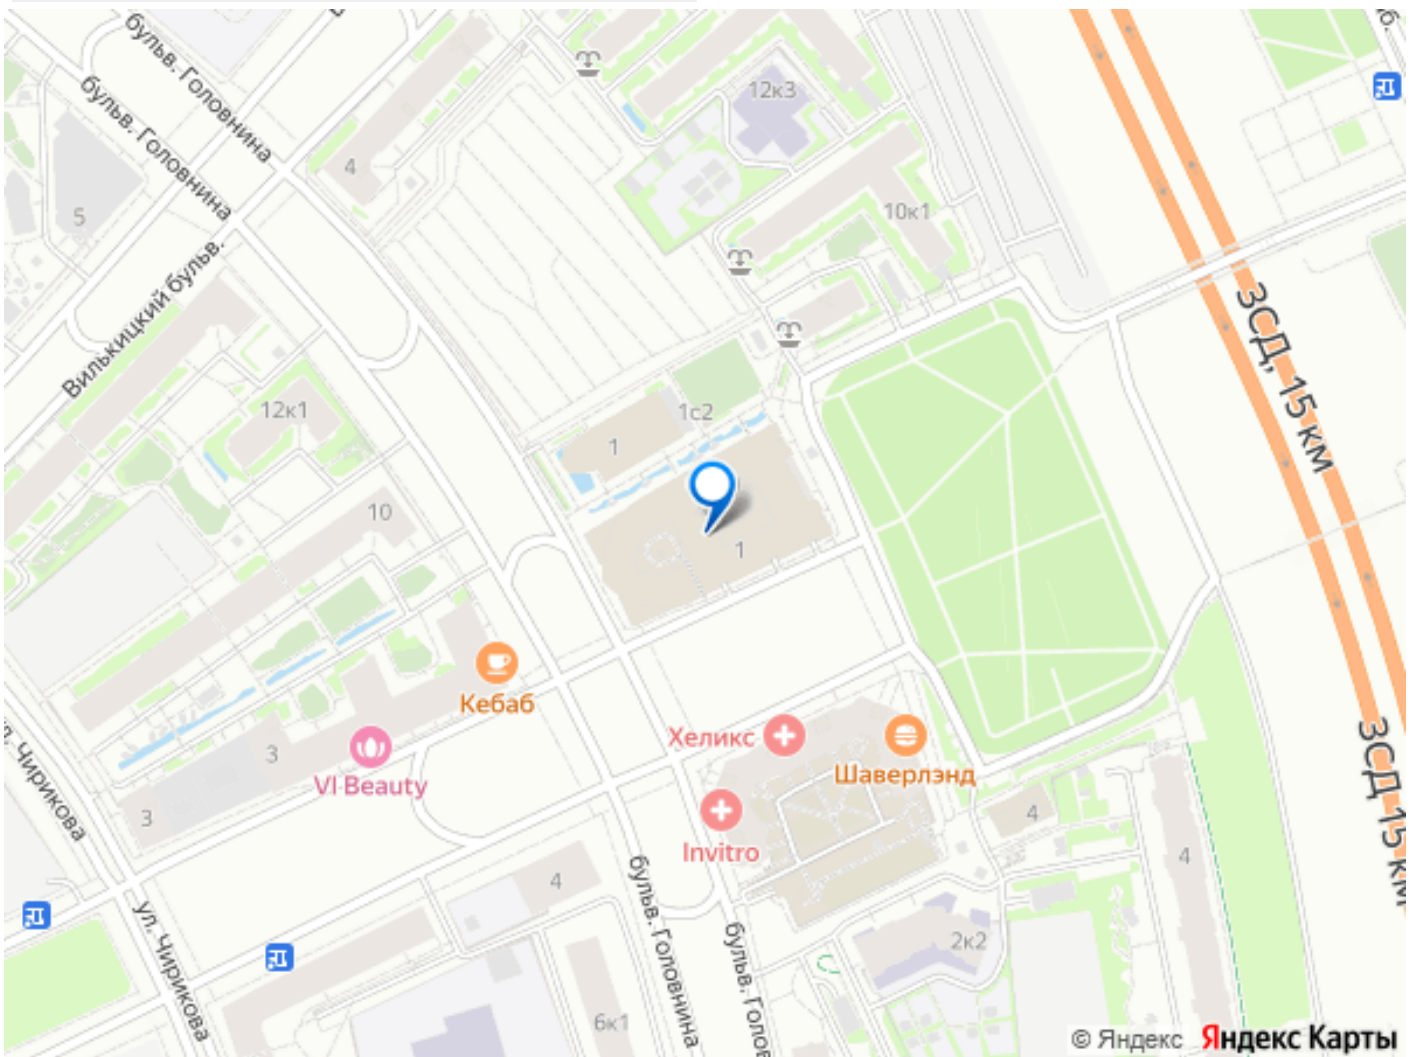 бульв. Головнина
бульв. Головнина
12к3
4
5
10к1
Вилькицкий бульв.
ЗСД, 15 км
12к1
1с2
1
10
1
Кебаб
Хеликс
3
VI Beauty
Шаверлэнд
ЗСД 15 км
3
4
Invitro
4
4
ул. Чирикова
бульв. Головнина
2к2
6к1
© Яндекс Яндекс Карты